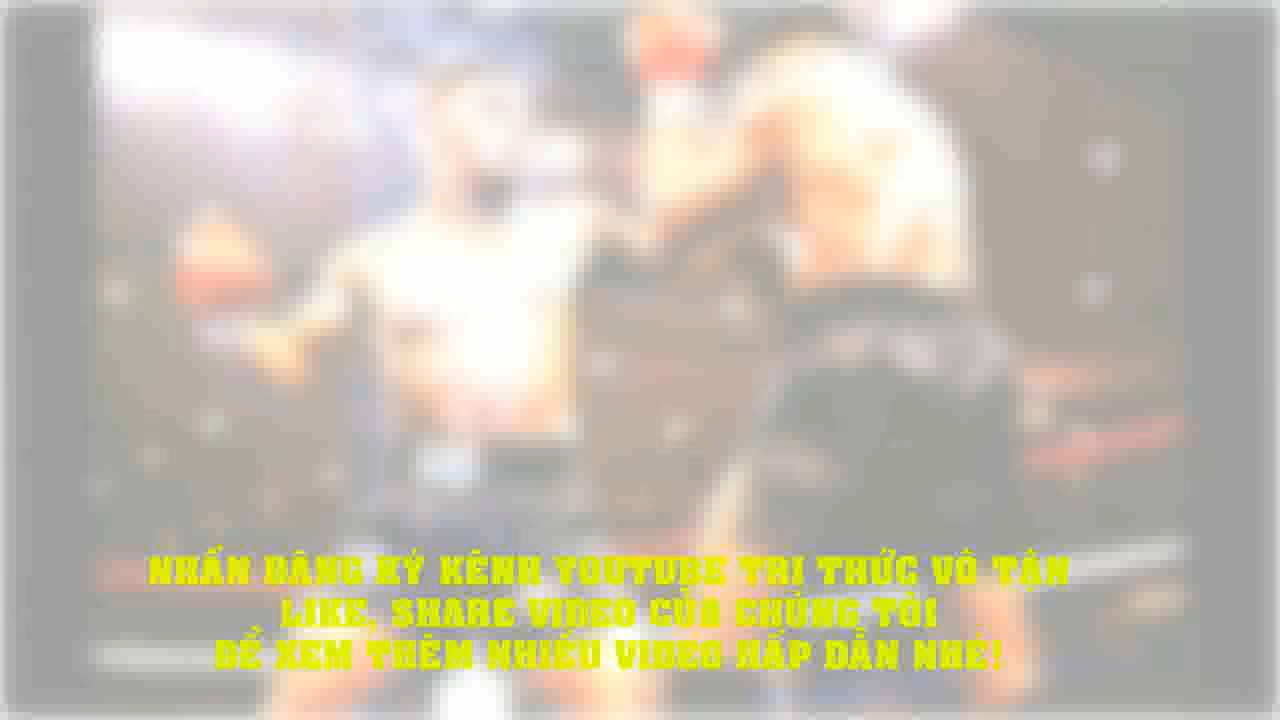 NHẤN ĐĂNG KÝ KÊNH YOUTUBE TRI THỨC VÔ TẬN
LIKE, SHARE VIDEO CỦA CHÚNG TÔI
ĐỂ XEM THÊM NHIỀU VIDEO HẤP DẪN NHÉ!